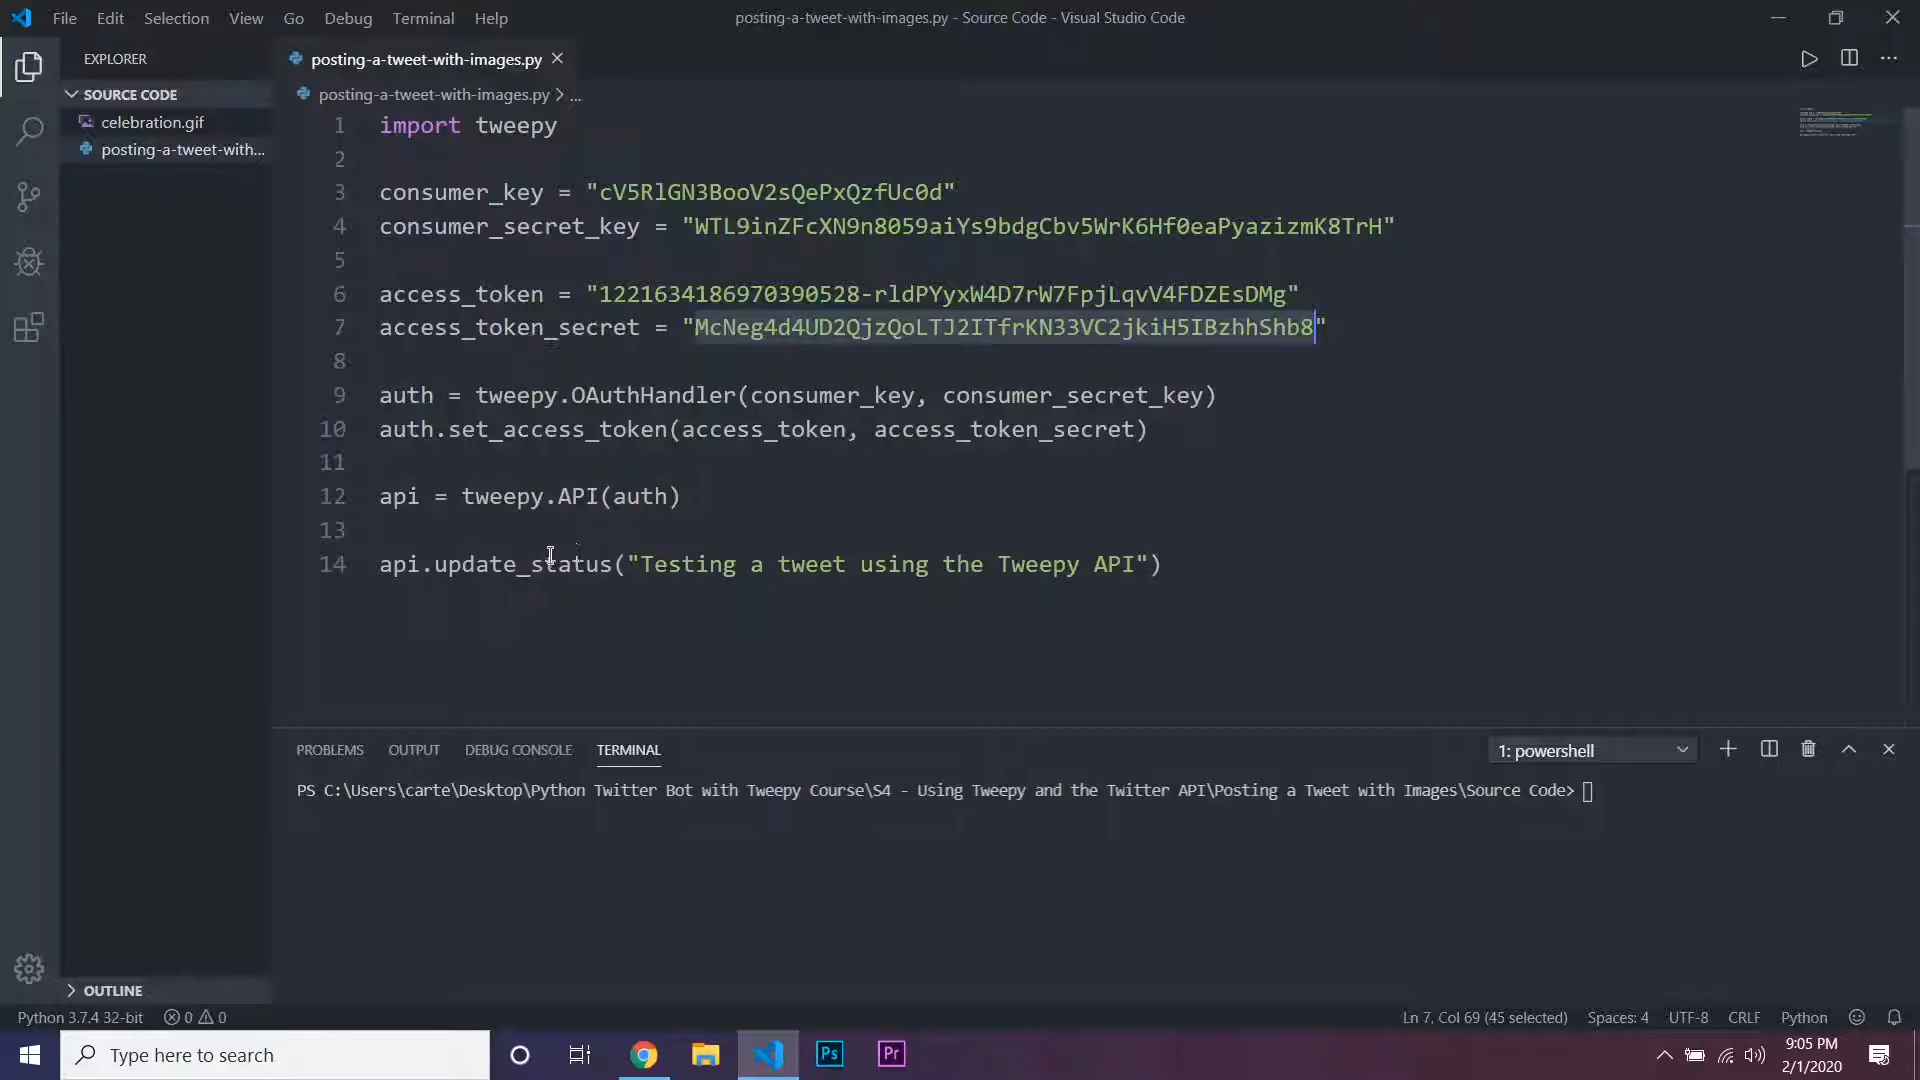 File Edit Selection View Go Debug Terminal Help
posting-a-tweet-with-images.py - Source Code - Visual Studio Code
EXPLORER
SOURCE CODE
celebration.gif
posting-a-tweet-with...
posting-a-tweet-with-images.py
posting-a-tweet-with-images.py > ...
1 import tweepy
2
3 consumer_key = "cV5RlGN3BooV2sQePxQzfUc0d"
4 consumer_secret_key = "WTL9inZFcXN9n8059aiYs9bdgCbv5WrK6Hf0eaPyazizmK8TrH"
5
6 access_token = "1221634186970390528-rldPYyxW4D7rW7FpjLqvV4FDZEsDMg"
7 access_token_secret = "McNeg4d4UD2QjzQoLTJ2ITfrKN33VC2jkiH5IBzhhShb8"
8
9 auth = tweepy.OAuthHandler(consumer_key, consumer_secret_key)
10 auth.set_access_token(access_token, access_token_secret)
11
12 api = tweepy.API(auth)
13
14 api.update_status("Testing a tweet using the Tweepy API")
PROBLEMS OUTPUT DEBUG CONSOLE TERMINAL
1: powershell
PS C:\Users\carte\Desktop\Python Twitter Bot with Tweepy Course\S4 - Using Tweepy and the Twitter API\Posting a Tweet with Images\Source Code>
OUTLINE
Python 3.7.4 32-bit 0 0
Ln 7, Col 69 (45 selected) Spaces: 4 UTF-8 CRLF Python
Type here to search
Ps
Pr
9:05 PM
2/1/2020